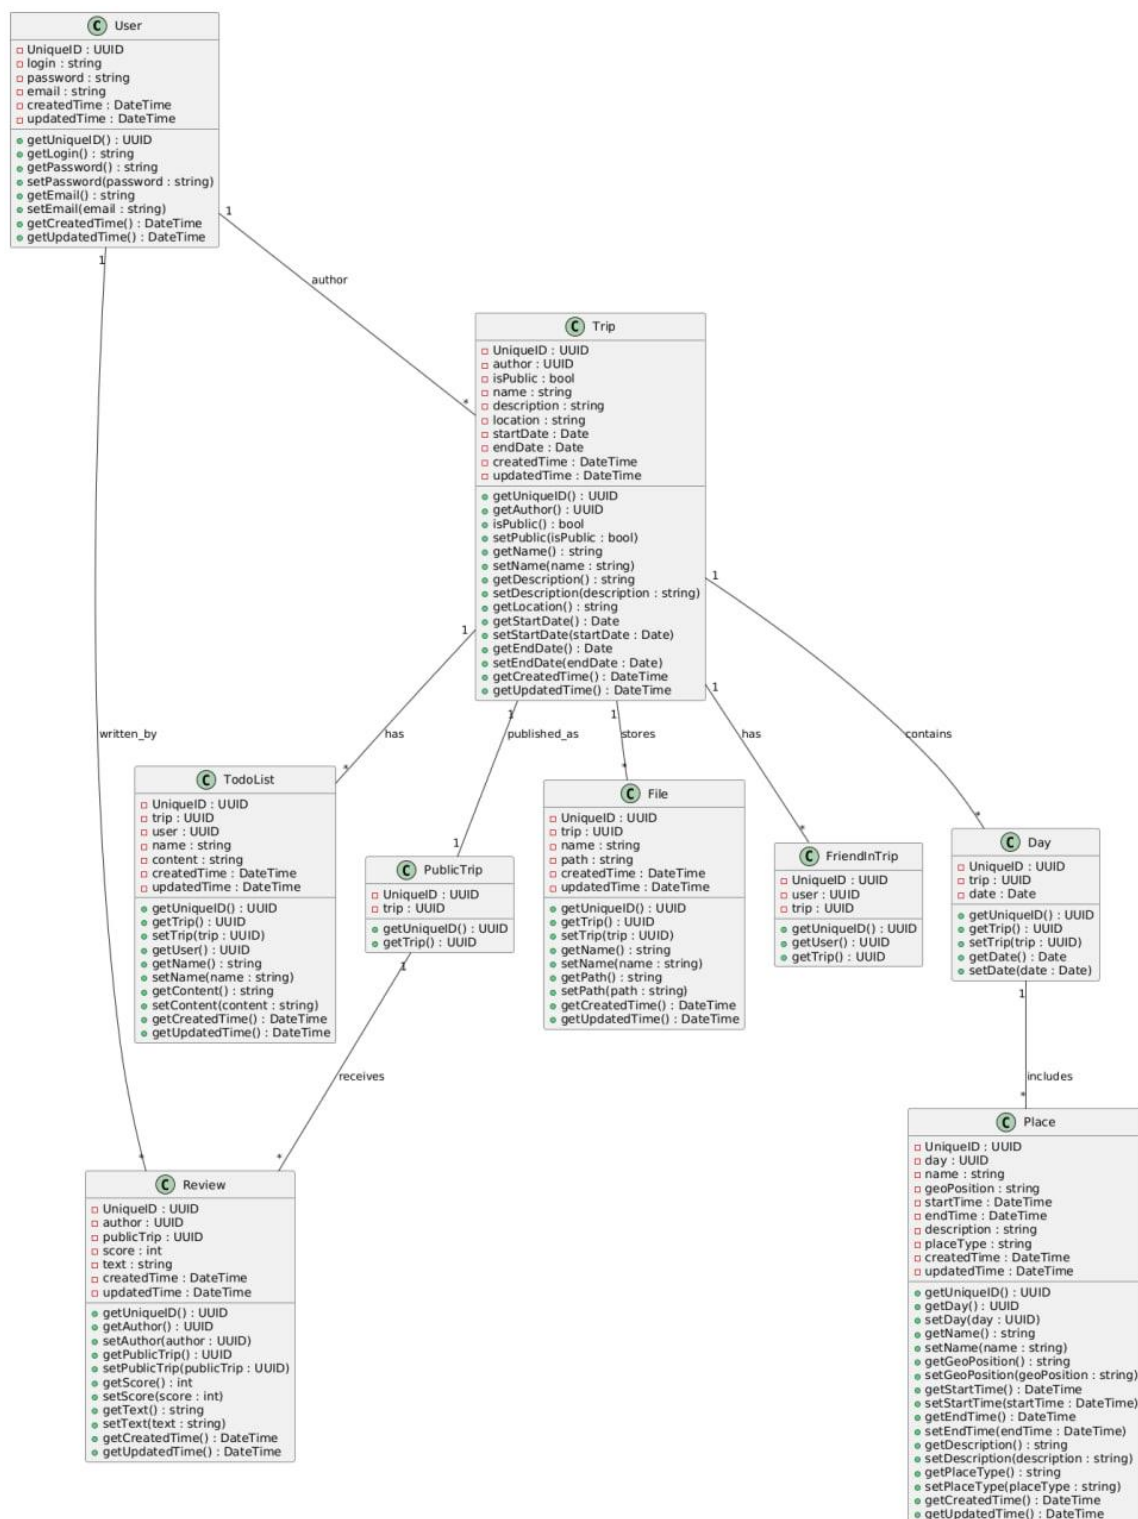 C User
UniqueID : UUID
login : string
password : string
email : string
createdTime : DateTime
updatedTime : DateTime
getUniqueID() : UUID
getLogin() : string
getPassword() : string
setPassword(password : string)
getEmail() : string
setEmail(email : string)
getCreatedTime() : DateTime
getUpdatedTime() : DateTime
1
1
author
*
C Trip
UniqueID : UUID
author : UUID
isPublic : bool
name : string
description : string
location : string
startDate : Date
endDate : Date
createdTime : DateTime
updatedTime : DateTime
getUniqueID() : UUID
getAuthor() : UUID
isPublic() : bool
setPublic(isPublic : bool)
getName() : string
setName(name : string)
getDescription() : string
setDescription(description : string)
getLocation() : string
getStartDate() : Date
setStartDate(startDate : Date)
getEndDate() : Date
setEndDate(endDate : Date)
getCreatedTime() : DateTime
getUpdatedTime() : DateTime
1
1
1
1
1
written_by
has
published_as
stores
has
contains
*
1
*
*
*
C TodoList
UniqueID : UUID
trip : UUID
user : UUID
name : string
content : string
createdTime : DateTime
updatedTime : DateTime
getUniqueID() : UUID
getTrip() : UUID
setTrip(trip : UUID)
getUser() : UUID
getName() : string
setName(name : string)
getContent() : string
setContent(content : string)
getCreatedTime() : DateTime
getUpdatedTime() : DateTime
C PublicTrip
UniqueID : UUID
trip : UUID
getUniqueID() : UUID
getTrip() : UUID
C File
UniqueID : UUID
trip : UUID
name : string
path : string
createdTime : DateTime
updatedTime : DateTime
getUniqueID() : UUID
getTrip() : UUID
setTrip(trip : UUID)
getName() : string
setName(name : string)
getPath() : string
setPath(path : string)
getCreatedTime() : DateTime
getUpdatedTime() : DateTime
C FriendInTrip
UniqueID : UUID
user : UUID
trip : UUID
getUniqueID() : UUID
getUser() : UUID
getTrip() : UUID
C Day
UniqueID : UUID
trip : UUID
date : Date
getUniqueID() : UUID
getTrip() : UUID
setTrip(trip : UUID)
getDate() : Date
setDate(date : Date)
1
1
receives
includes
*
*
*
C Review
UniqueID : UUID
author : UUID
publicTrip : UUID
score : int
text : string
createdTime : DateTime
updatedTime : DateTime
getUniqueID() : UUID
getAuthor() : UUID
setAuthor(author : UUID)
getPublicTrip() : UUID
setPublicTrip(publicTrip : UUID)
getScore() : int
setScore(score : int)
getText() : string
setText(text : string)
getCreatedTime() : DateTime
getUpdatedTime() : DateTime
C Place
UniqueID : UUID
day : UUID
name : string
geoPosition : string
startTime : DateTime
endTime : DateTime
description : string
placeType : string
createdTime : DateTime
updatedTime : DateTime
getUniqueID() : UUID
getDay() : UUID
setDay(day : UUID)
getName() : string
setName(name : string)
getGeoPosition() : string
setGeoPosition(geoPosition : string)
getStartTime() : DateTime
setStartTime(startTime : DateTime)
getEndTime() : DateTime
setEndTime(endTime : DateTime)
getDescription() : string
setDescription(description : string)
getPlaceType() : string
setPlaceType(placeType : string)
getCreatedTime() : DateTime
getUpdatedTime() : DateTime